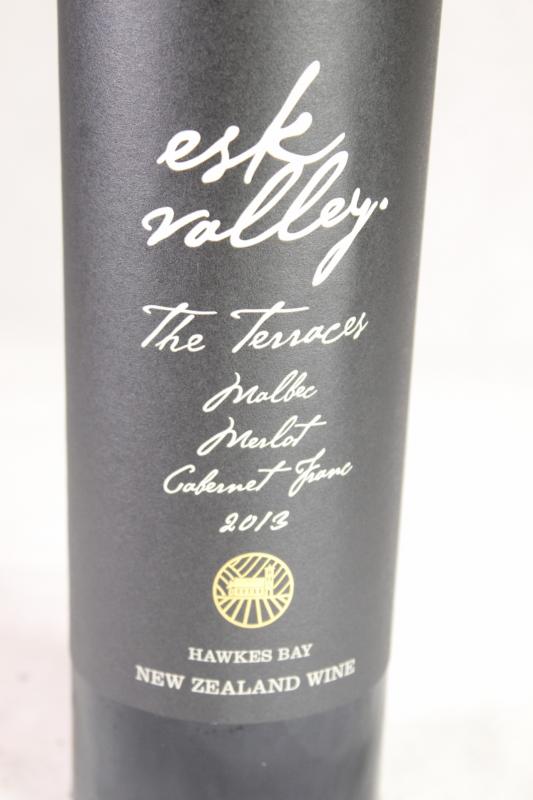 esk
valley.
The Terraces
Malbec
Merlot
Cabernet Franc
2013
HAWKES BAY
NEW ZEALAND WINE